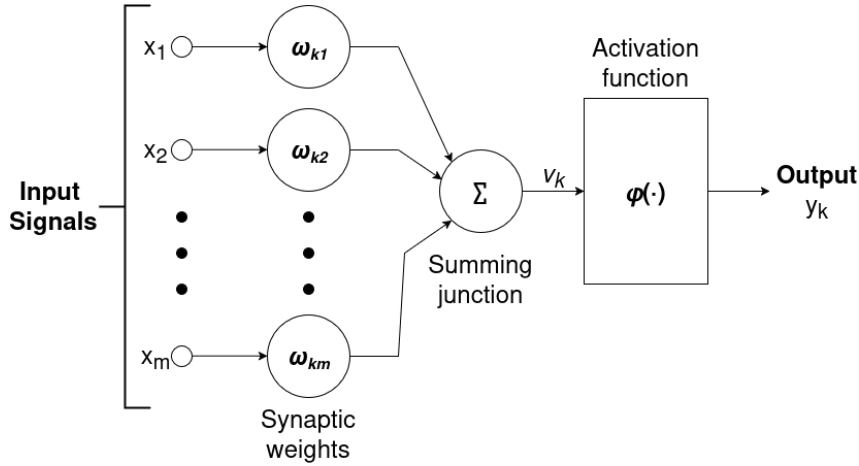 Activation
function
x1
ωk1
x2
ωk2
Input
Signals
Σ
vk
φ(·)
Output
yk
Summing
junction
xm
ωkm
Synaptic
weights